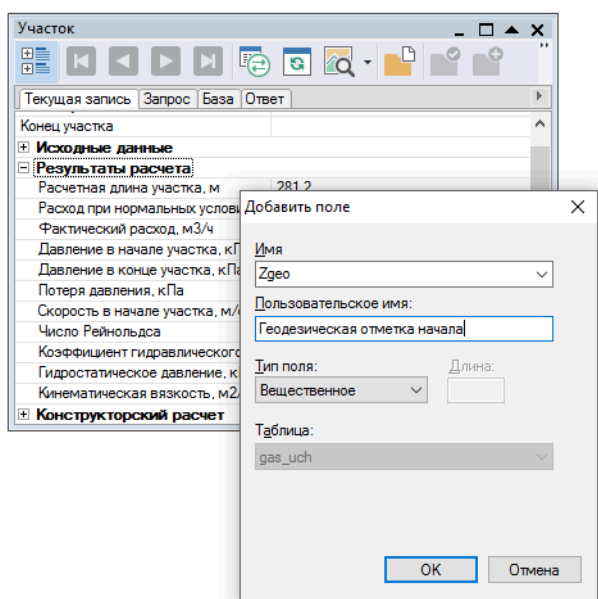 Участок
Текущая запись Запрос База Ответ
Конец участка
Исходные данные
Результаты расчета
Расчетная длина участка, м 281.2
Расход при нормальных услови
Фактический расход, м3/ч
Давление в начале участка, кГ
Давление в конце участка, кПа
Потеря давления, кПа
Скорость в начале участка, м/
Число Рейнольдса
Коэффициент гидравлического
Гидростатическое давление, к
Кинематическая вязкость, м2
Конструкторский расчет
Добавить поле
Имя
Zgeo
Пользовательское имя:
Геодезическая отметка начала
Тип поля: Длина:
Вещественное
Таблица:
gas_uch
OK Отмена